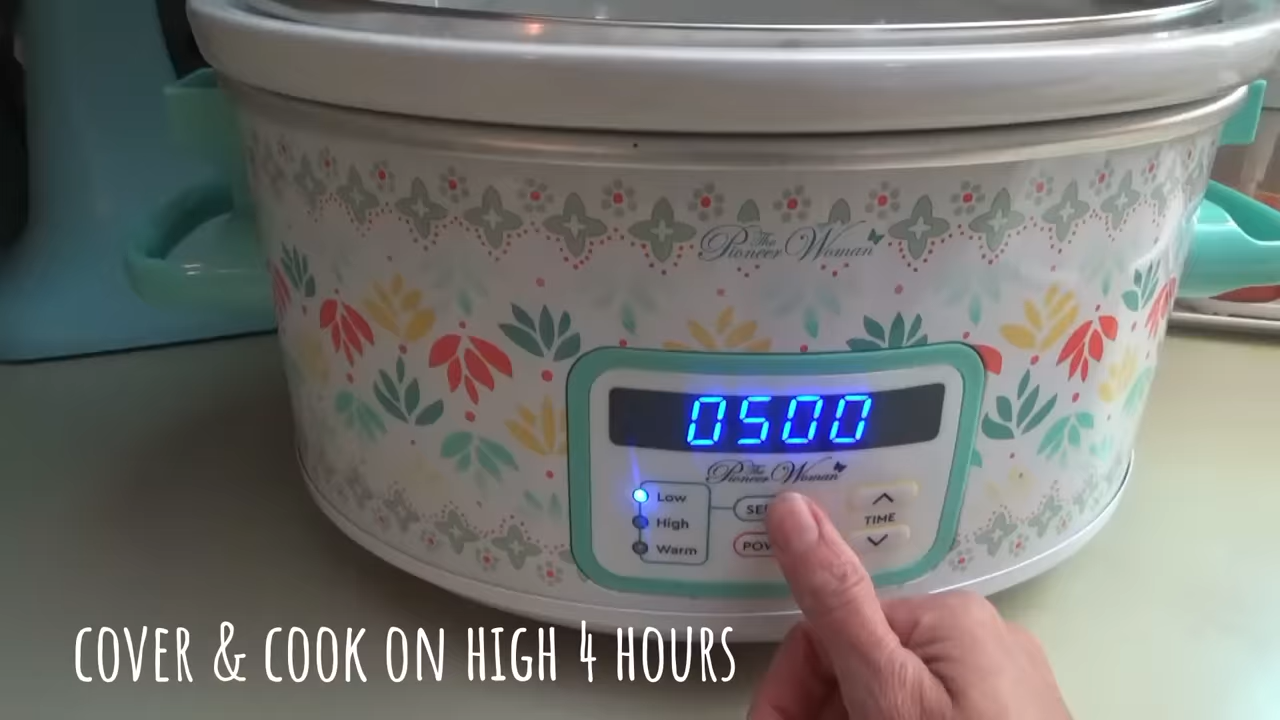 The Pioneer Woman
0500
The Pioneer Woman
Low
High
TIME
Warm
COVER & COOK ON HIGH 4 HOURS